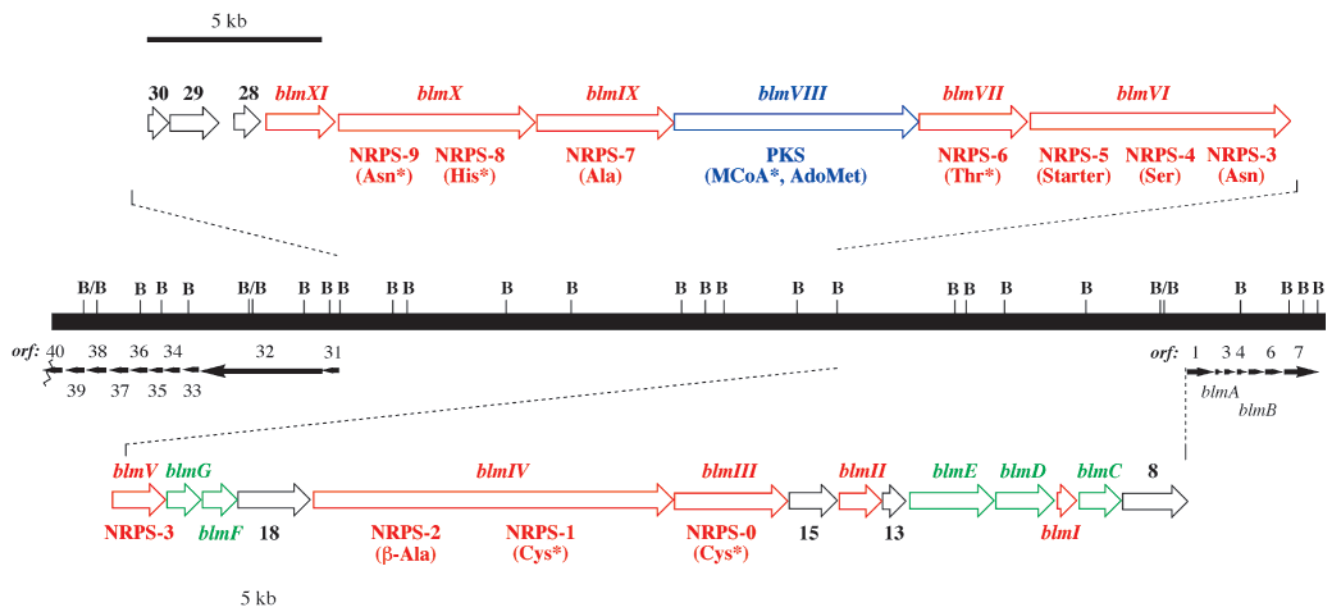 5 kb
30 29 28 blmXI blmX blmIX blmVIII blmVII blmVI
NRPS-9 NRPS-8 NRPS-7 PKS NRPS-6 NRPS-5 NRPS-4 NRPS-3
(Asn*) (His*) (Ala) (MCoA*, AdoMet) (Thr*) (Starter) (Ser) (Asn)
B/B B B B B/B B B B B B B B B B B B B B B B B B B/B B B B B
orf: 40 38 36 34 32 31 orf: 1 3 4 6 7
39 37 35 33 blmA
blmB
blmV blmG blmIV blmIII blmII blmE blmD blmC 8
NRPS-3 blmF 18 NRPS-2 NRPS-1 NRPS-0 15 13 blmI
(β-Ala) (Cys*) (Cys*)
5 kb